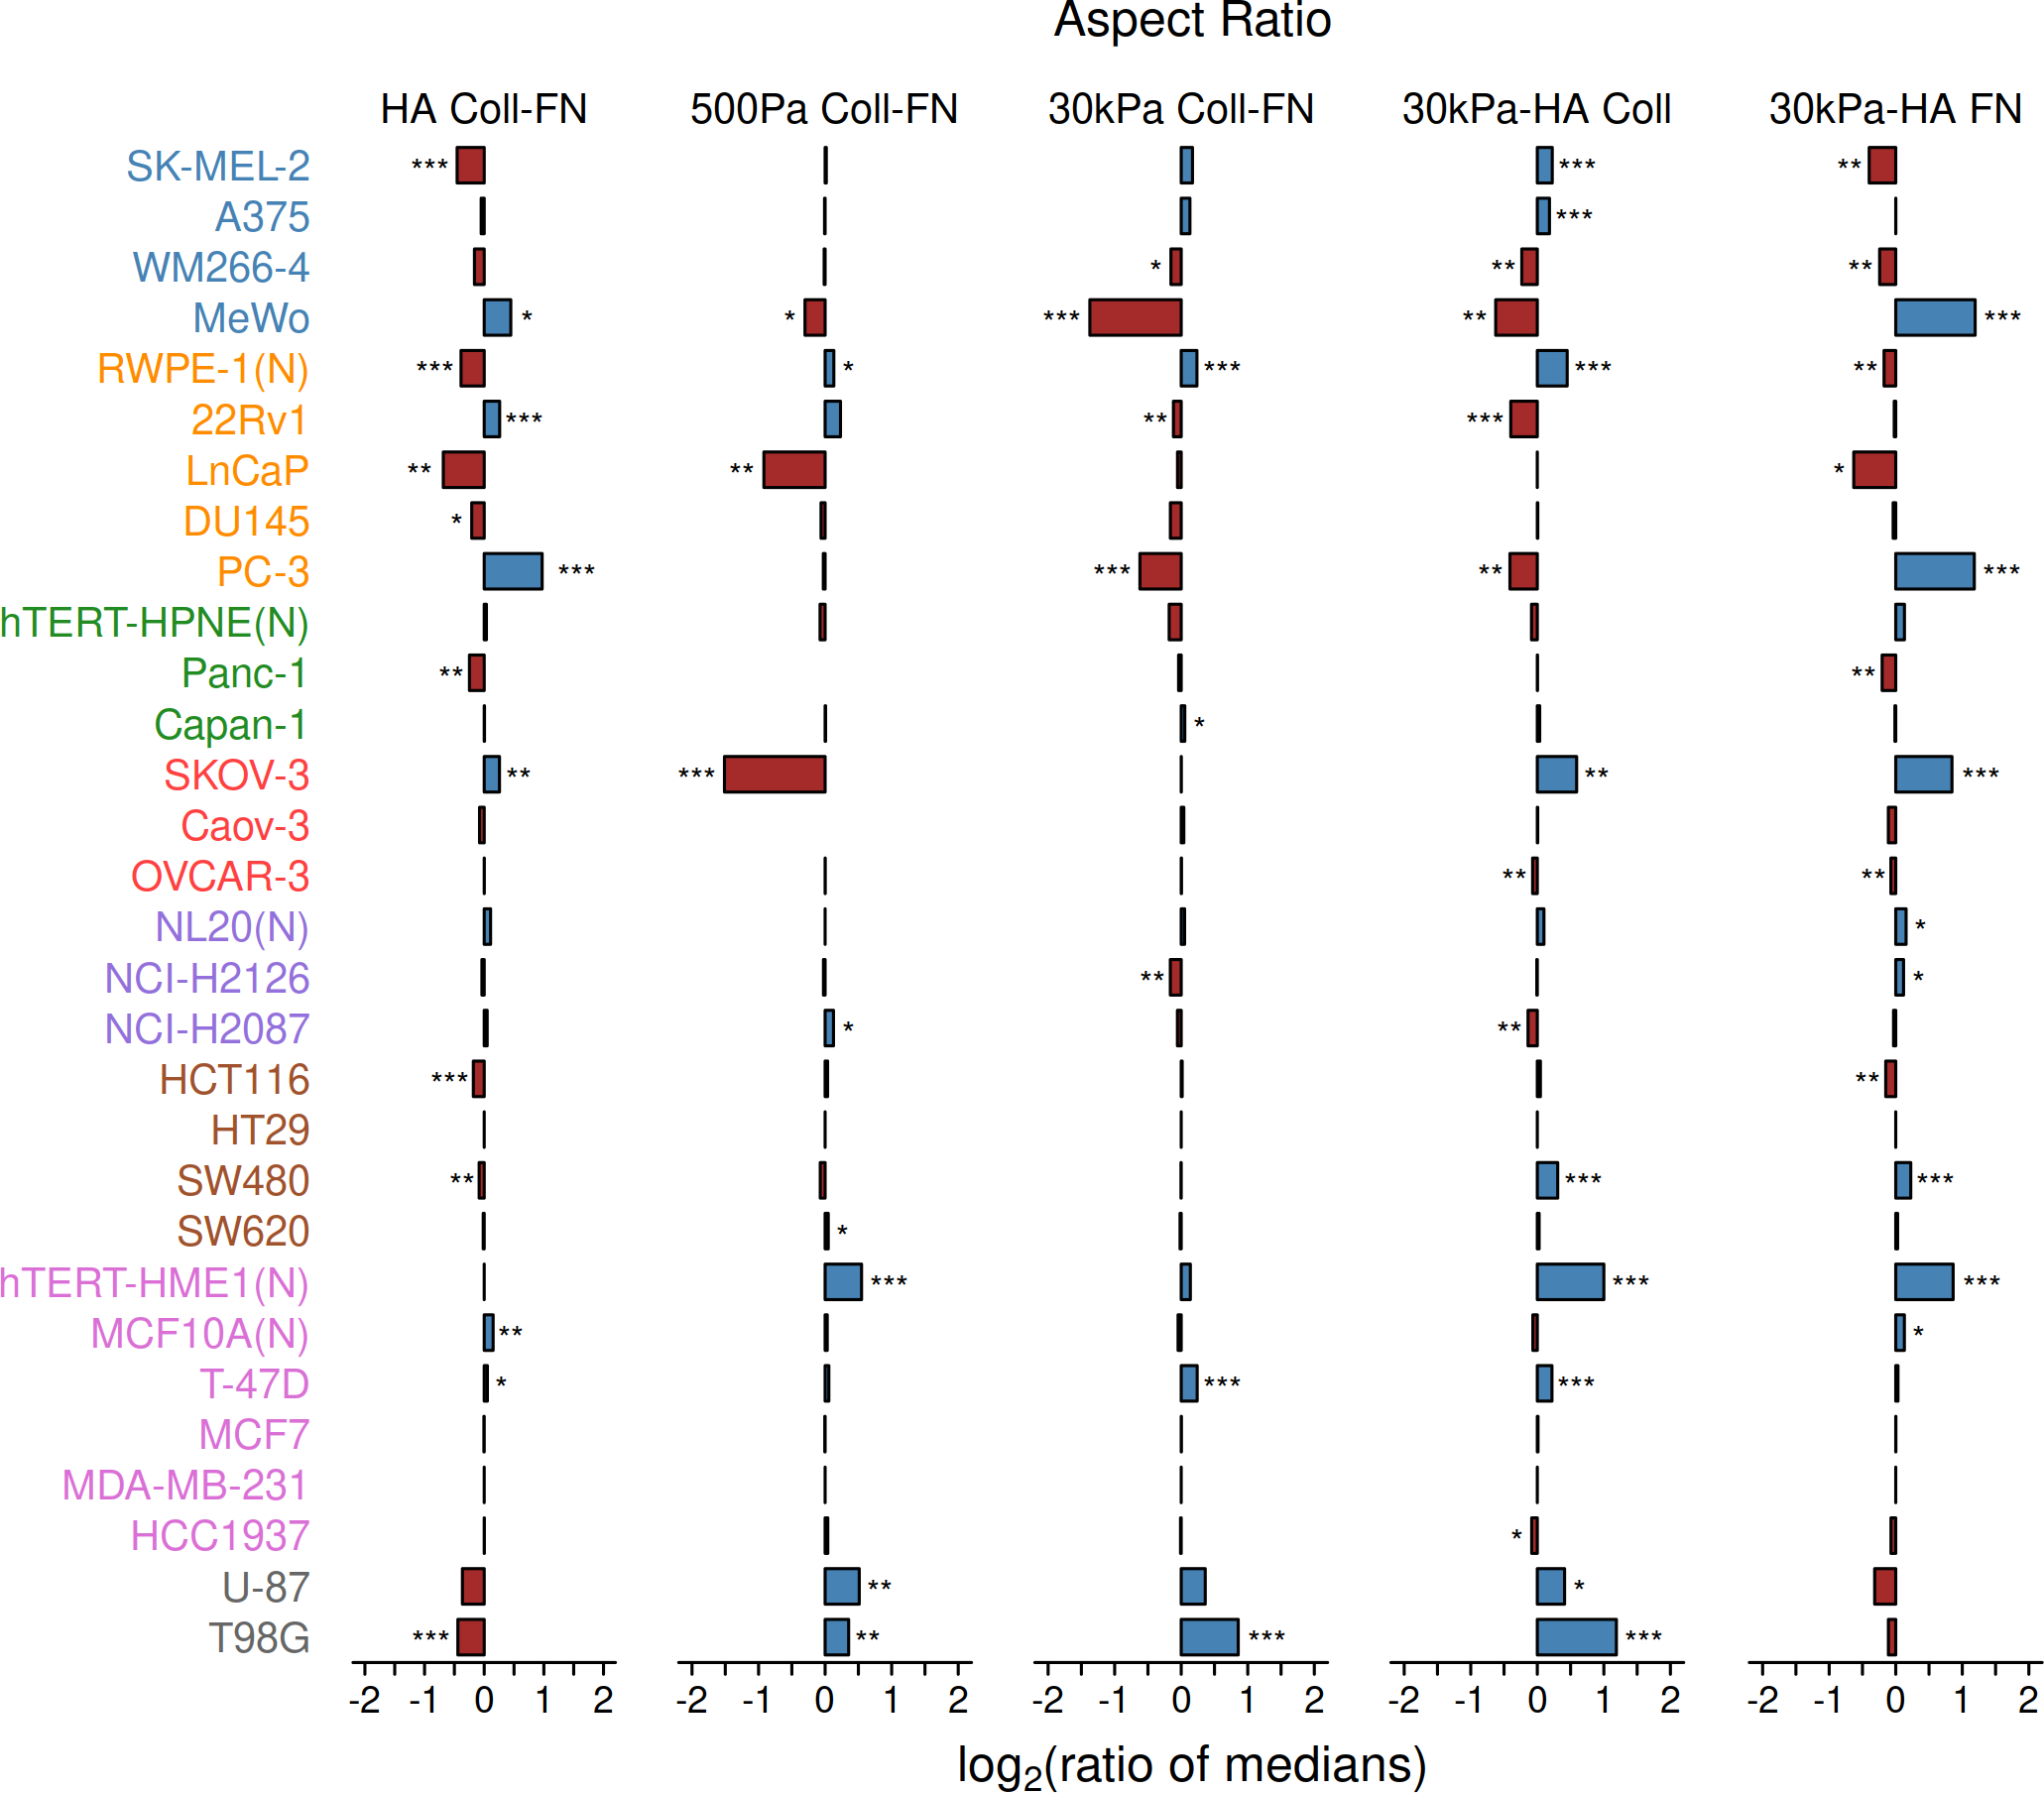 Aspect Ratio
HA Coll-FN 500Pa Coll-FN 30kPa Coll-FN 30kPa-HA Coll 30kPa-HA FN
SK-MEL-2 *** *** **
A375 ***
WM266-4 * ** **
MeWo * * *** ** ***
RWPE-1(N) *** * *** *** **
22Rv1 *** ** ***
LnCaP ** ** *
DU145 *
PC-3 *** *** ** ***
hTERT-HPNE(N)
Panc-1 ** **
Capan-1 *
SKOV-3 ** *** ** ***
Caov-3
OVCAR-3 ** **
NL20(N) *
NCI-H2126 ** *
NCI-H2087 * **
HCT116 *** **
HT29
SW480 ** *** ***
SW620 *
hTERT-HME1(N) *** *** ***
MCF10A(N) ** *
T-47D * *** ***
MCF7
MDA-MB-231
HCC1937 *
U-87 ** *
T98G *** ** *** ***
-2 -1 0 1 2 -2 -1 0 1 2 -2 -1 0 1 2 -2 -1 0 1 2 -2 -1 0 1 2
log2(ratio of medians)